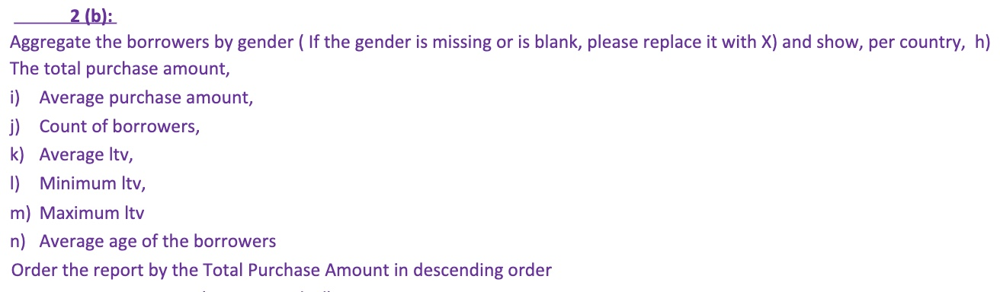 2 (b):
Aggregate the borrowers by gender ( If the gender is missing or is blank, please replace it with X) and show, per country,  h)
The total purchase amount,
i)   Average purchase amount,
j)   Count of borrowers,
k)   Average ltv,
l)   Minimum ltv,
m)  Maximum ltv
n)   Average age of the borrowers
Order the report by the Total Purchase Amount in descending order